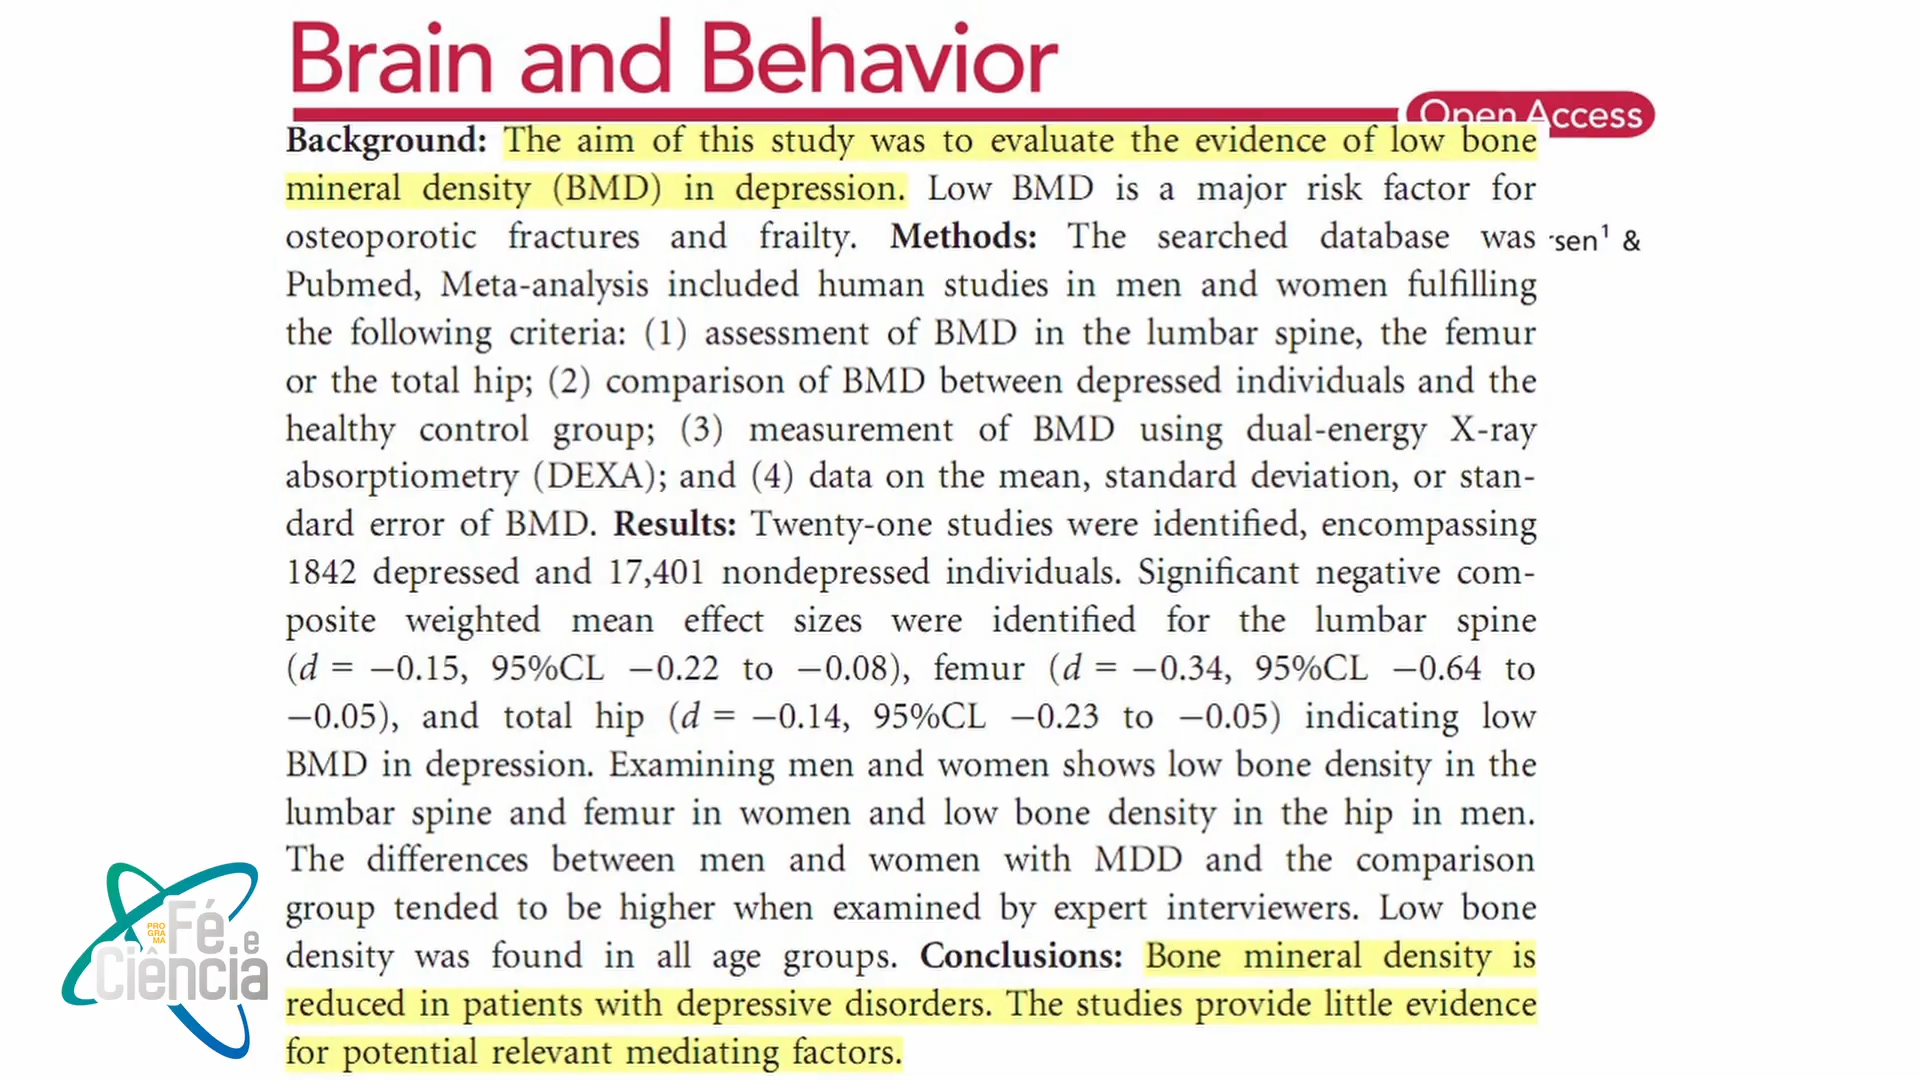 Brain and Behavior
Open Access
Background: The aim of this study was to evaluate the evidence of low bone
mineral density (BMD) in depression. Low BMD is a major risk factor for
osteoporotic fractures and frailty. Methods: The searched database was
sen¹ &
Pubmed, Meta-analysis included human studies in men and women fulfilling
the following criteria: (1) assessment of BMD in the lumbar spine, the femur
or the total hip; (2) comparison of BMD between depressed individuals and the
healthy control group; (3) measurement of BMD using dual-energy X-ray
absorptiometry (DEXA); and (4) data on the mean, standard deviation, or stan-
dard error of BMD. Results: Twenty-one studies were identified, encompassing
1842 depressed and 17,401 nondepressed individuals. Significant negative com-
posite weighted mean effect sizes were identified for the lumbar spine
(d = −0.15, 95%CL −0.22 to −0.08), femur (d = −0.34, 95%CL −0.64 to
−0.05), and total hip (d = −0.14, 95%CL −0.23 to −0.05) indicating low
BMD in depression. Examining men and women shows low bone density in the
lumbar spine and femur in women and low bone density in the hip in men.
The differences between men and women with MDD and the comparison
group tended to be higher when examined by expert interviewers. Low bone
density was found in all age groups. Conclusions: Bone mineral density is
reduced in patients with depressive disorders. The studies provide little evidence
for potential relevant mediating factors.
PRO
GRA
MA
Fé e
Ciência